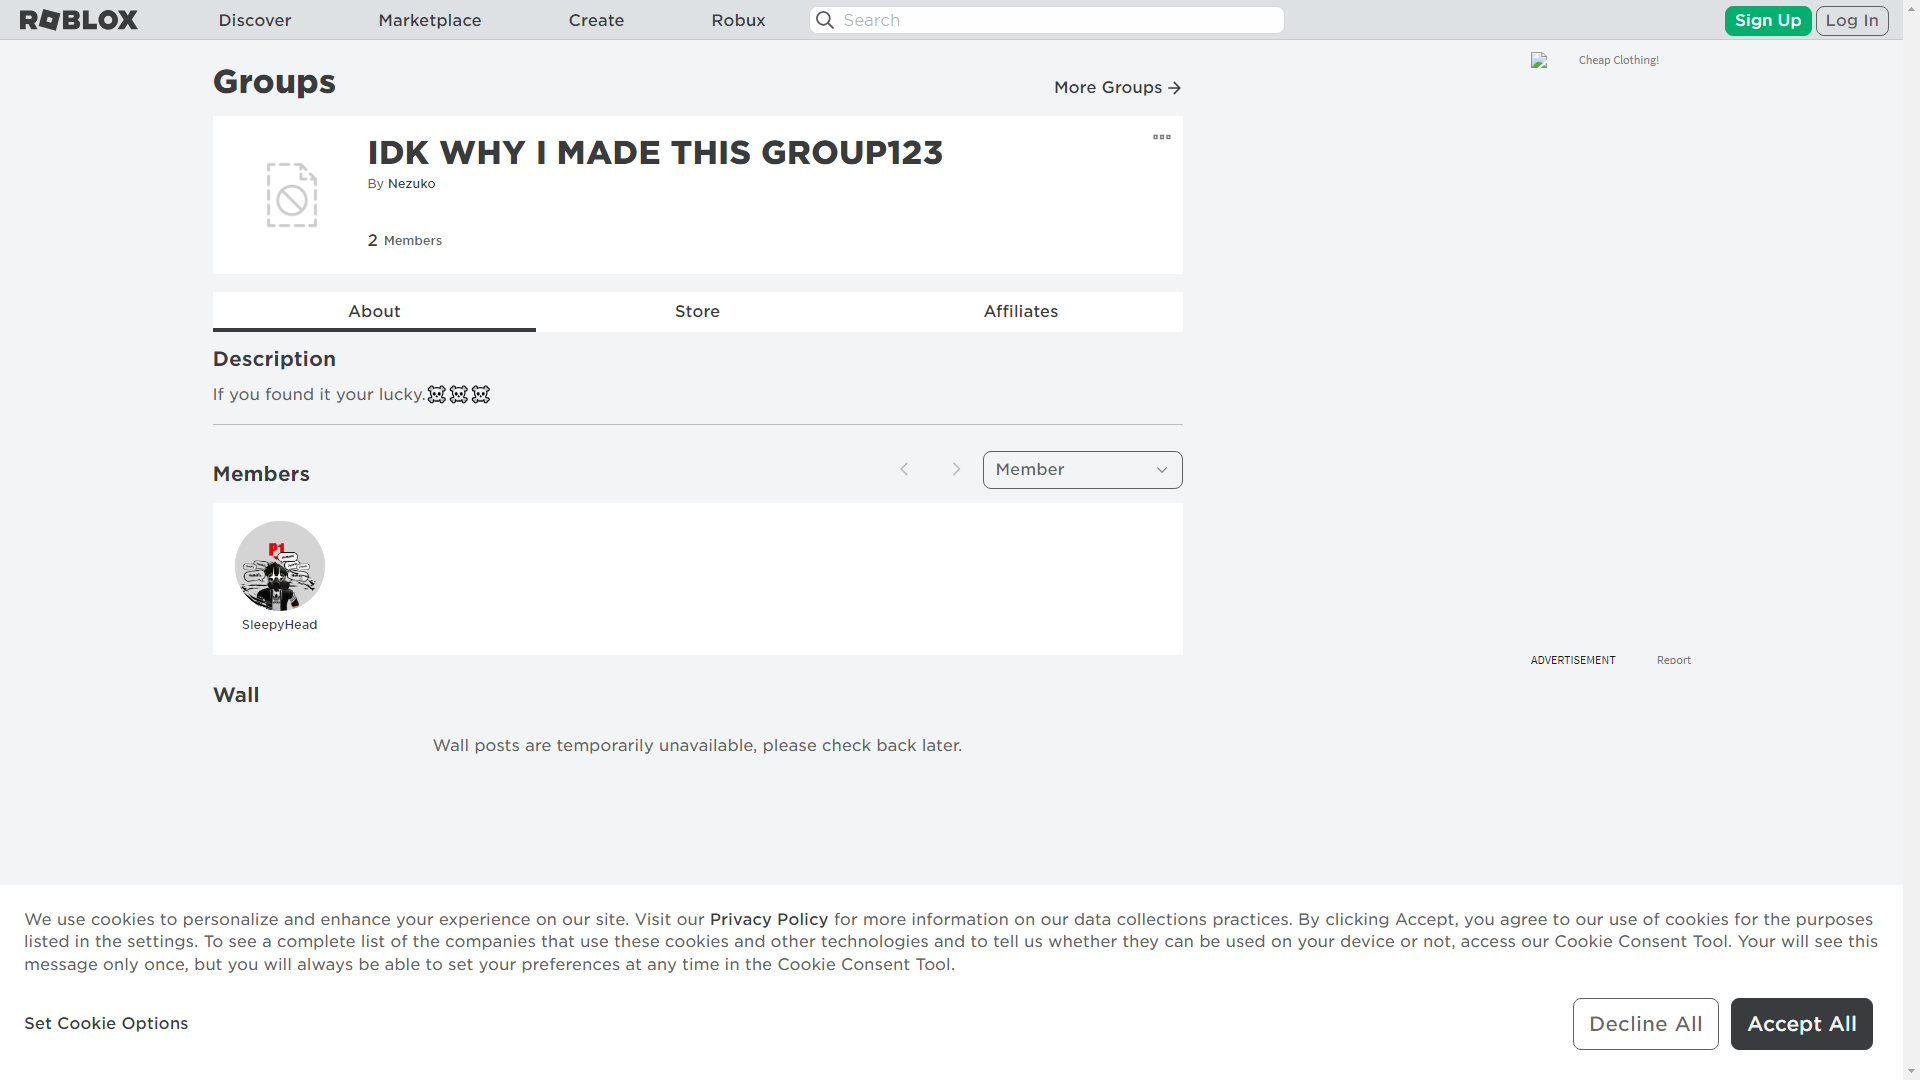 ROBLOX
Discover
Marketplace
Create
Robux
Search
Sign Up
Log In
Cheap Clothing!
Groups
More Groups
IDK WHY I MADE THIS GROUP123
By Nezuko
2 Members
About
Store
Affiliates
Description
If you found it your lucky.☠☠☠
Members
Member
P1
SleepyHead
ADVERTISEMENT
Report
Wall
Wall posts are temporarily unavailable, please check back later.
We use cookies to personalize and enhance your experience on our site. Visit our Privacy Policy for more information on our data collections practices. By clicking Accept, you agree to our use of cookies for the purposes
listed in the settings. To see a complete list of the companies that use these cookies and other technologies and to tell us whether they can be used on your device or not, access our Cookie Consent Tool. Your will see this
message only once, but you will always be able to set your preferences at any time in the Cookie Consent Tool.
Set Cookie Options
Decline All
Accept All